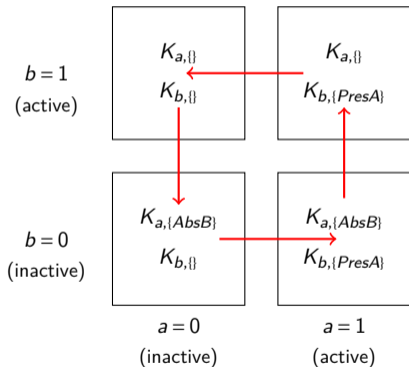 b = 1
(active)
K_{a,{}}
K_{b,{}}
K_{a,{}}
K_{b,{PresA}}
b = 0
(inactive)
K_{a,{AbsB}}
K_{b,{}}
K_{a,{AbsB}}
K_{b,{PresA}}
a = 0
(inactive)
a = 1
(active)